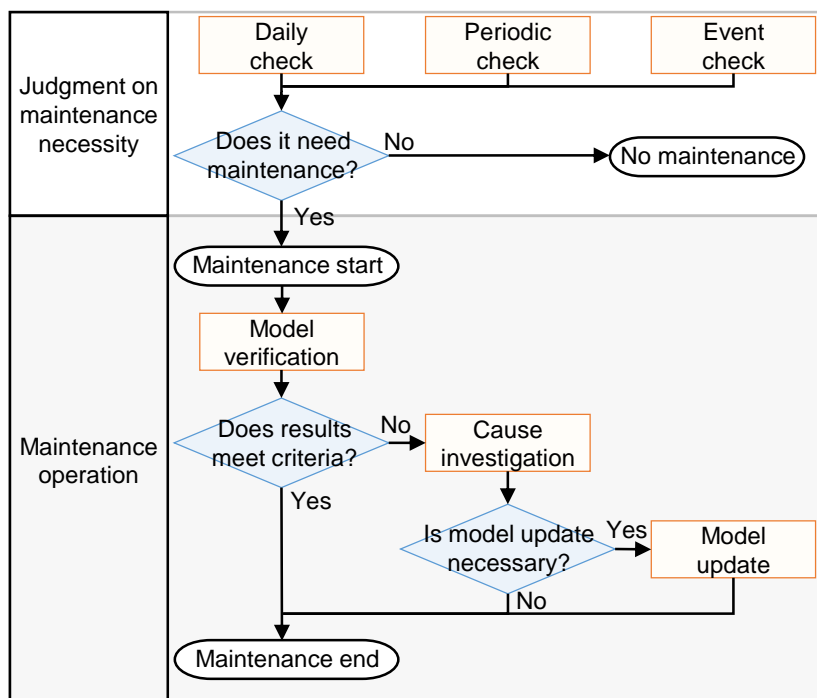 Judgment on
maintenance
necessity
Daily
check
Periodic
check
Event
check
Does it need
maintenance?
No
No maintenance
Yes
Maintenance
operation
Maintenance start
Model
verification
Does results
meet criteria?
No
Cause
investigation
Yes
Is model update
necessary?
Yes
Model
update
No
Maintenance end